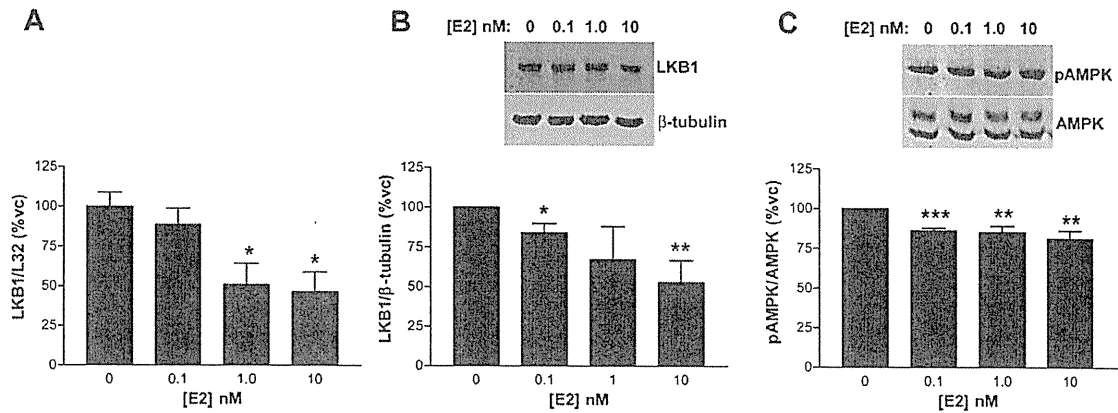 A
LKB1/L32 (%vc)
125
100
75
50
25
0
*
*
0 0.1 1.0 10
[E2] nM
B
[E2] nM: 0 0.1 1.0 10
LKB1
β-tubulin
LKB1/β-tubulin (%vc)
125
100
75
50
25
0
*
**
0 0.1 1 10
[E2] nM
C
[E2] nM: 0 0.1 1.0 10
pAMPK
AMPK
pAMPK/AMPK (%vc)
125
100
75
50
25
0
***
**
**
0 0.1 1.0 10
[E2] nM